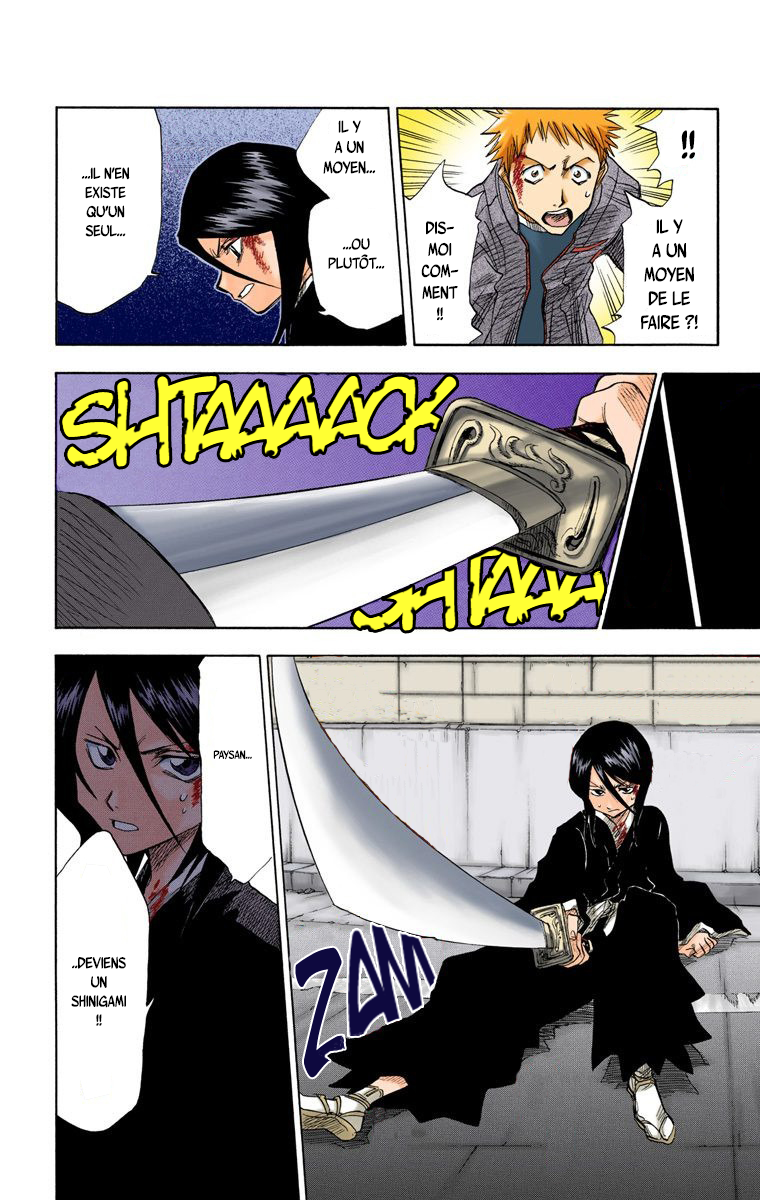 !!
IL Y
A UN
MOYEN
DE LE
FAIRE ?!
DIS-
MOI
COM-
MENT
!!
IL Y
A UN
MOYEN...
...OU
PLUTÔT...
...IL N'EN
EXISTE
QU'UN
SEUL...
SHTAAAACK
SHTAAA
ZAM
PAYSAN...
..DEVIENS
UN
SHINIGAMI
!!